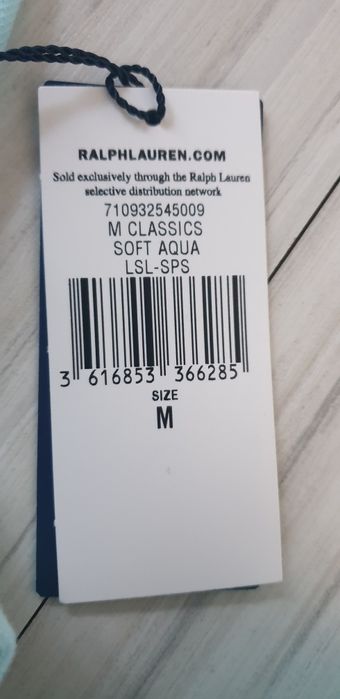 RALPHLAUREN.COM
Sold exclusively through the Ralph Lauren
selective distribution network
710932545009
M CLASSICS
SOFT AQUA
LSL-SPS
3 616853 366285
SIZE
M